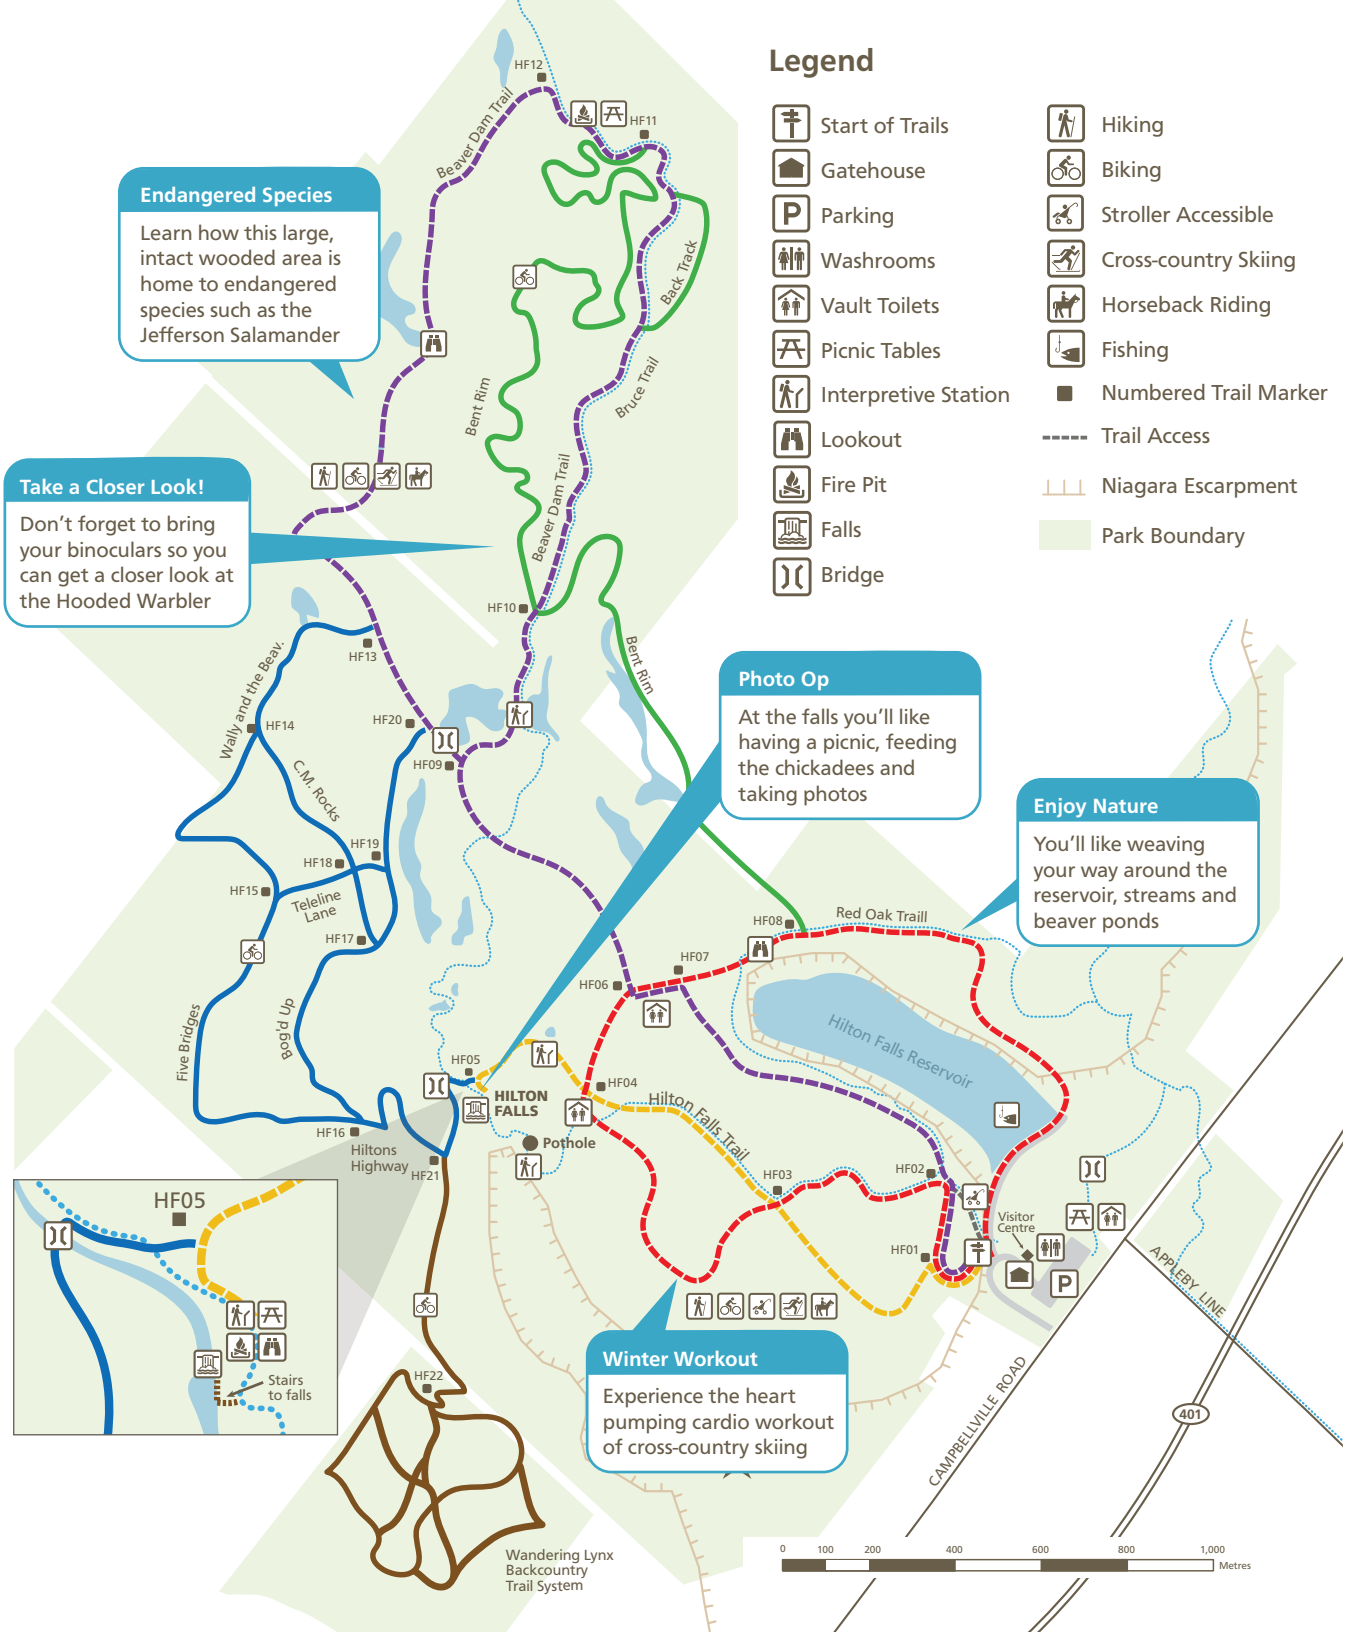 Legend
Start of Trails
Gatehouse
P
Parking
Washrooms
Vault Toilets
Picnic Tables
Interpretive Station
Lookout
Fire Pit
Falls
Bridge
Hiking
Biking
Stroller Accessible
Cross-country Skiing
Horseback Riding
Fishing
Numbered Trail Marker
Trail Access
Niagara Escarpment
Park Boundary
HF12
Beaver Dam Trail
HF11
Endangered Species
Learn how this large,
intact wooded area is
home to endangered
species such as the
Jefferson Salamander
Back Track
Bent Rim
Bruce Trail
Beaver Dam Trail
Take a Closer Look!
Don't forget to bring
your binoculars so you
can get a closer look at
the Hooded Warbler
HF10
HF13
Bent Rim
Wally and the Beav.
HF14
HF20
HF09
C.M. Rocks
Photo Op
At the falls you'll like
having a picnic, feeding
the chickadees and
taking photos
Enjoy Nature
You'll like weaving
your way around the
reservoir, streams and
beaver ponds
HF19
HF18
HF15
Teleline
Lane
HF17
HF08
Red Oak Traill
HF07
HF06
Five Bridges
Bog'd Up
Hilton Falls Reservoir
HF05
HILTON
FALLS
HF04
Hilton Falls Trail
Pothole
HF16
Hiltons
Highway
HF21
HF03
HF02
HF01
Visitor
Centre
P
HF05
Stairs
to falls
APPLEBY LINE
CAMPBELLVILLE ROAD
401
Winter Workout
Experience the heart
pumping cardio workout
of cross-country skiing
HF22
Wandering Lynx
Backcountry
Trail System
0 100 200 400 600 800 1,000
Metres